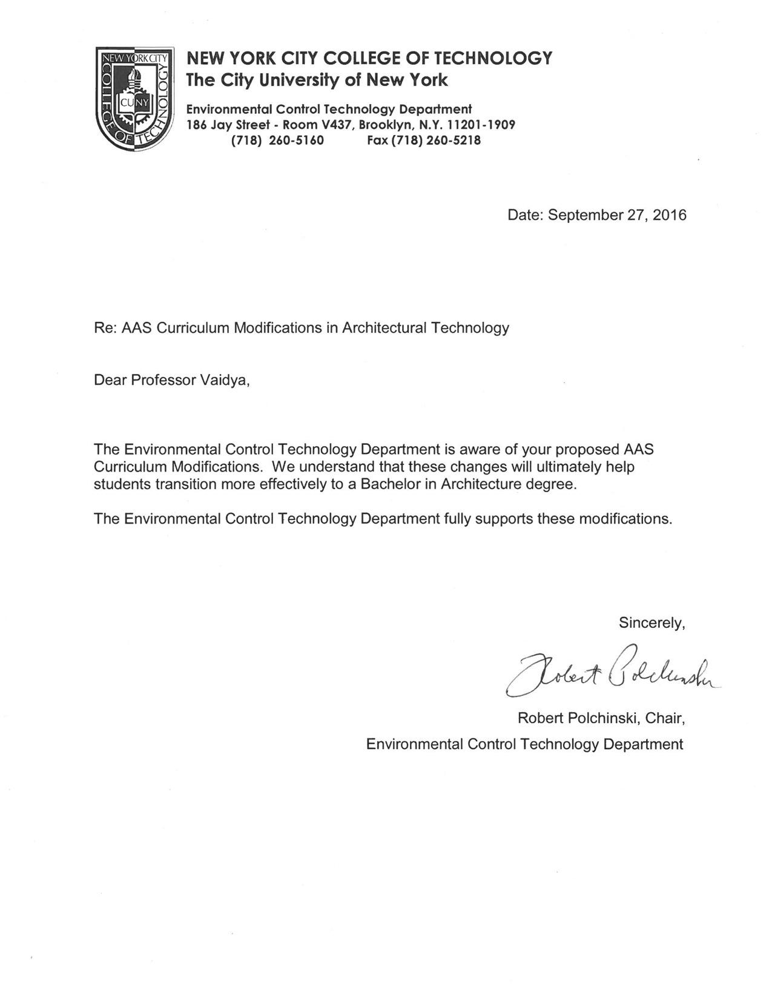 NEW YORK CITY
COLLEGE OF TECHNOLOGY
CUNY
NEW YORK CITY COLLEGE OF TECHNOLOGY
The City University of New York
Environmental Control Technology Department
186 Jay Street - Room V437, Brooklyn, N.Y. 11201-1909
(718) 260-5160 Fax (718) 260-5218
Date: September 27, 2016
Re: AAS Curriculum Modifications in Architectural Technology
Dear Professor Vaidya,
The Environmental Control Technology Department is aware of your proposed AAS
Curriculum Modifications. We understand that these changes will ultimately help
students transition more effectively to a Bachelor in Architecture degree.
The Environmental Control Technology Department fully supports these modifications.
Sincerely,
Robert Polchinski
Robert Polchinski, Chair,
Environmental Control Technology Department